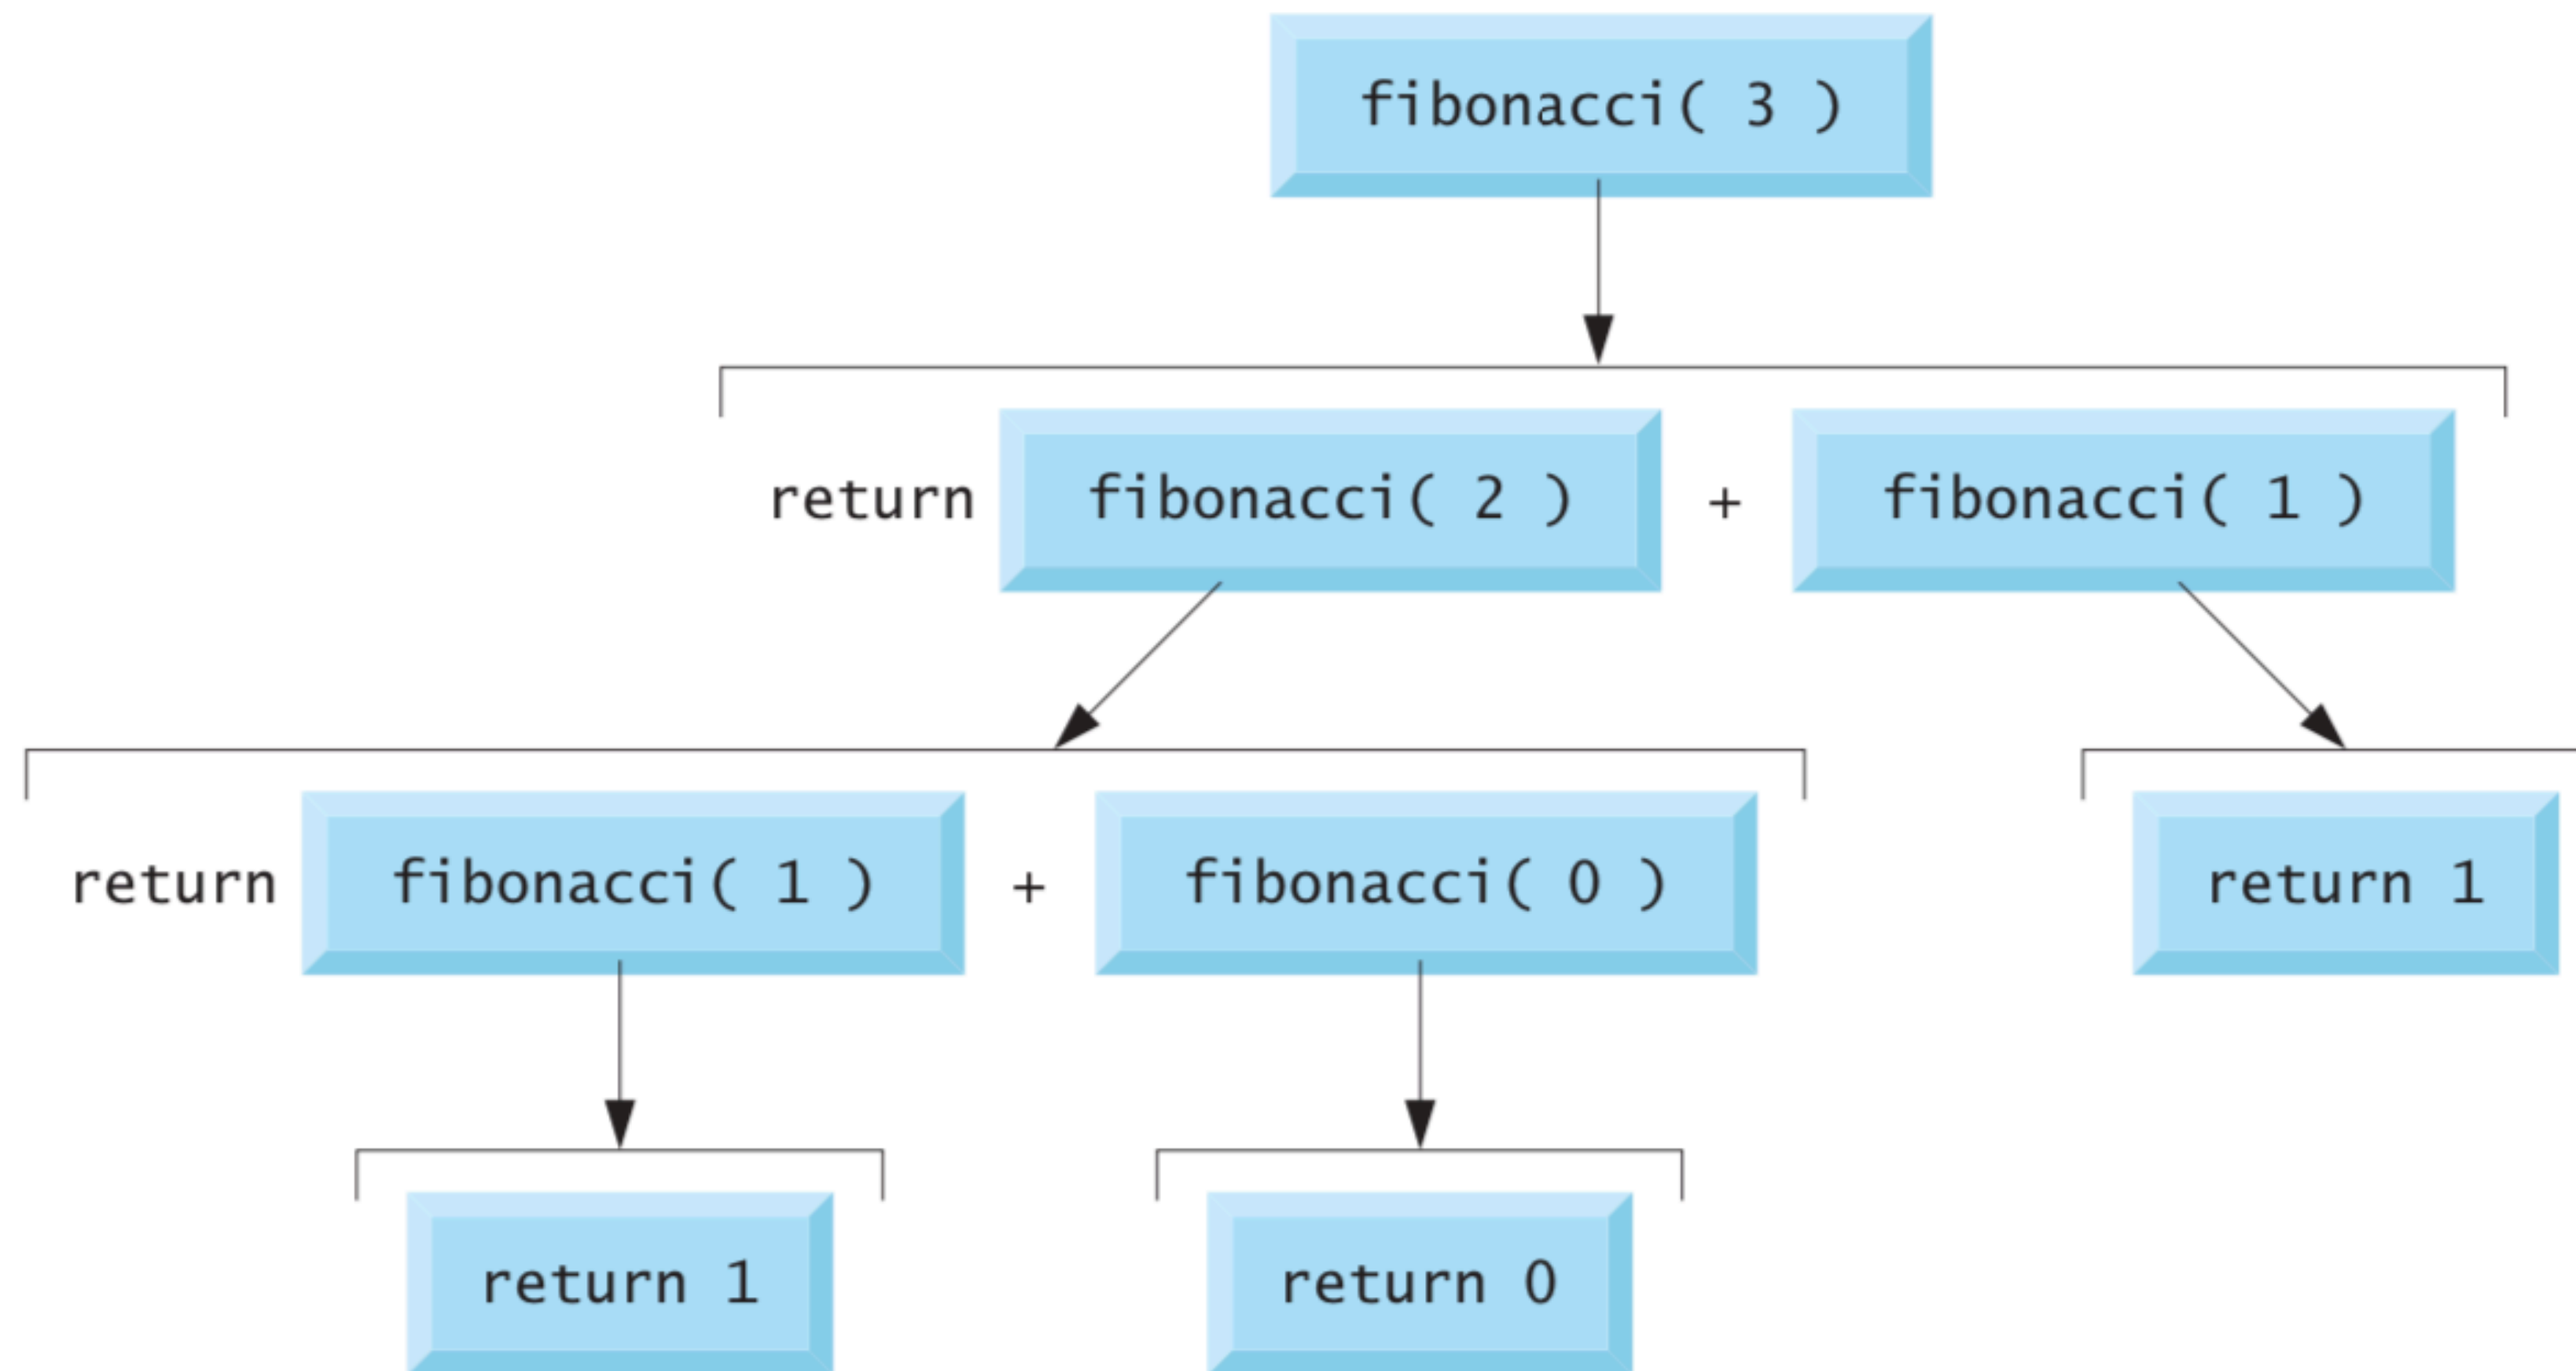 fibonacci( 3 )
return fibonacci( 2 ) + fibonacci( 1 )
return fibonacci( 1 ) + fibonacci( 0 ) return 1
return 1 return 0